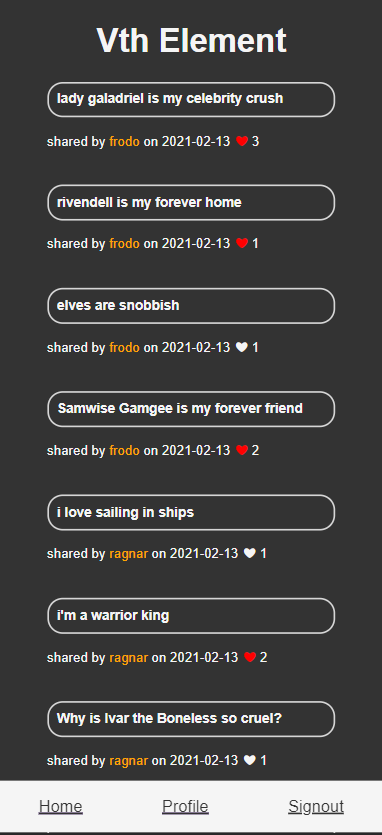 Vth Element
lady galadriel is my celebrity crush
shared by frodo on 2021-02-13 3
rivendell is my forever home
shared by frodo on 2021-02-13 1
elves are snobbish
shared by frodo on 2021-02-13 1
Samwise Gamgee is my forever friend
shared by frodo on 2021-02-13 2
i love sailing in ships
shared by ragnar on 2021-02-13 1
i'm a warrior king
shared by ragnar on 2021-02-13 2
Why is Ivar the Boneless so cruel?
shared by ragnar on 2021-02-13 1
Home Profile Signout